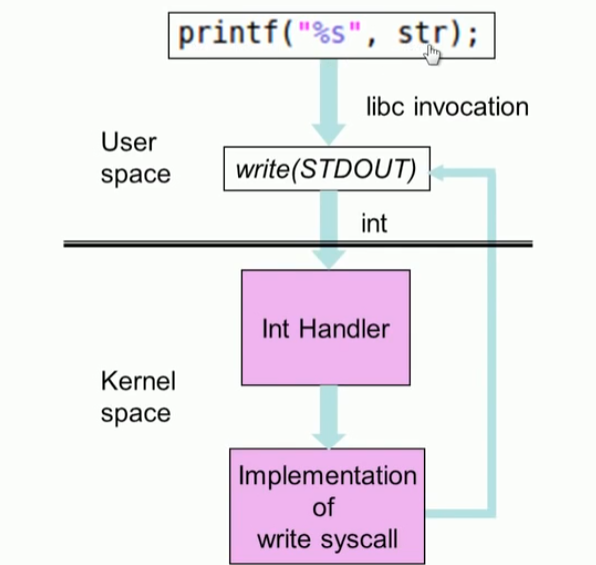 printf("%s", str);
libc invocation
User
space
write(STDOUT)
int
Int Handler
Kernel
space
Implementation
of
write syscall